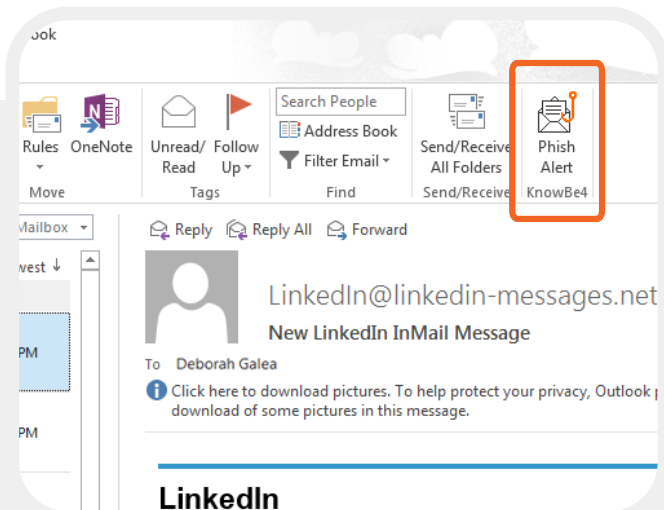 Search People
Address Book
Rules OneNote Unread/ Follow Filter Email Send/Receive Phish
Read Up All Folders Alert
Move Tags Find Send/Receive KnowBe4
Mailbox Reply Reply All Forward
LinkedIn@linkedin-messages.net
New LinkedIn InMail Message
PM
To Deborah Galea
Click here to download pictures. To help protect your privacy, Outlook
download of some pictures in this message.
PM
LinkedIn